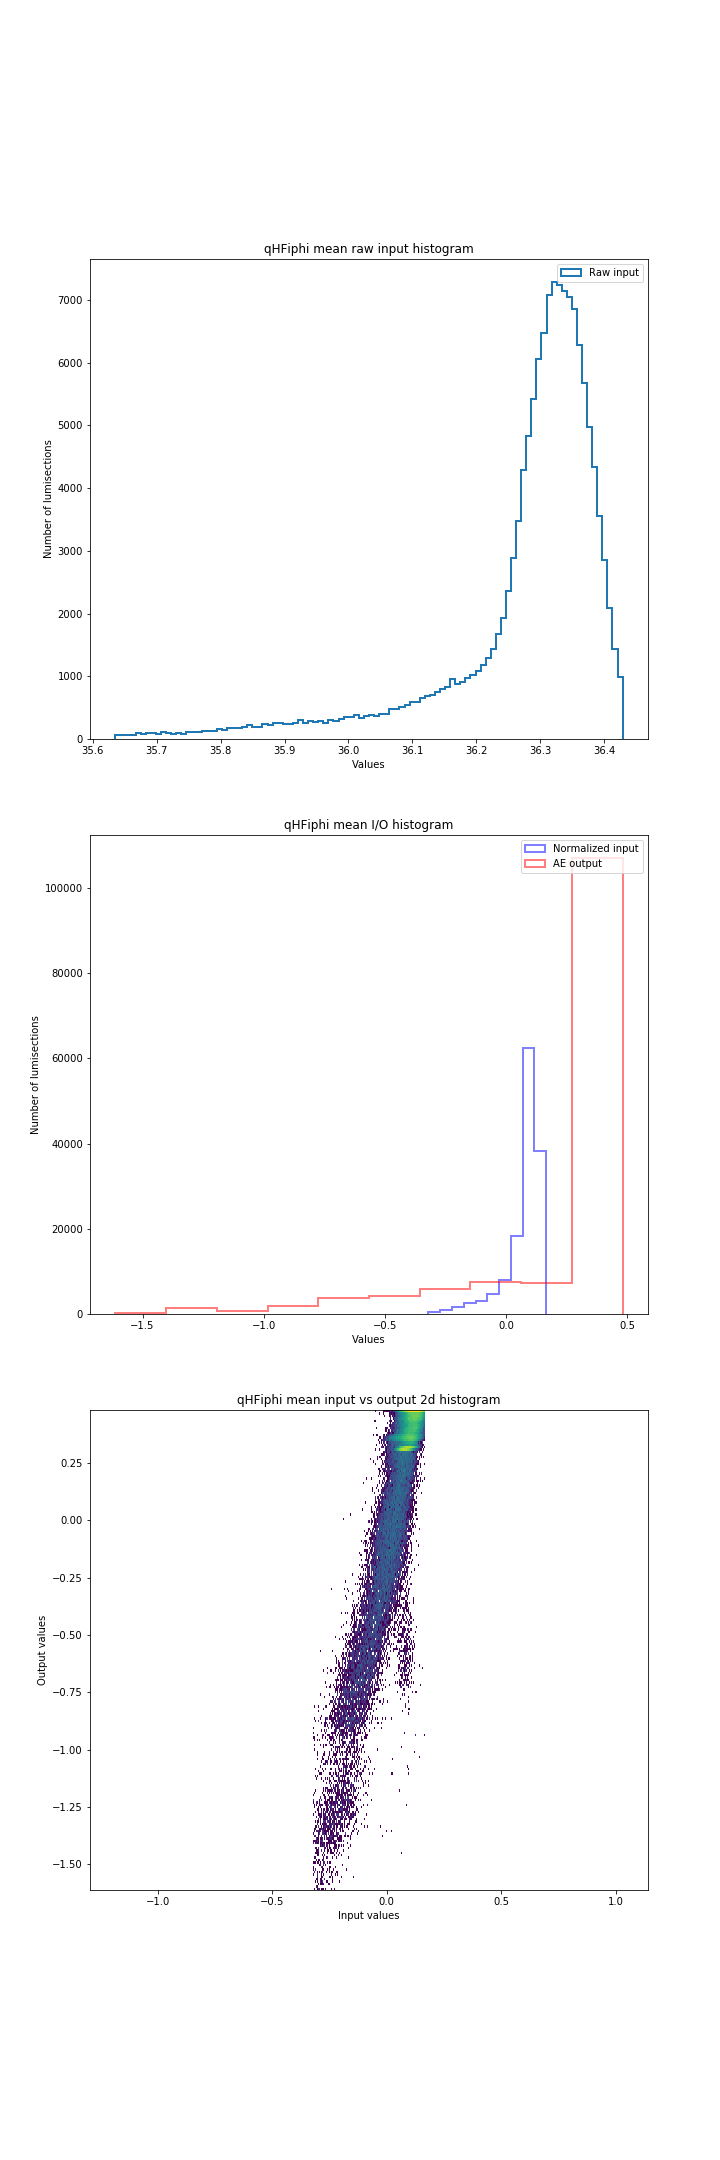 qHFiphi mean raw input histogram
Raw input
7000
6000
5000
4000
3000
2000
1000
0
Number of lumisections
35.6 35.7 35.8 35.9 36.0 36.1 36.2 36.3 36.4
Values
qHFiphi mean I/O histogram
Normalized input
AE output
100000
80000
60000
40000
20000
0
Number of lumisections
−1.5 −1.0 −0.5 0.0 0.5
Values
qHFiphi mean input vs output 2d histogram
0.25
0.00
−0.25
−0.50
−0.75
−1.00
−1.25
−1.50
Output values
−1.0 −0.5 0.0 0.5 1.0
Input values